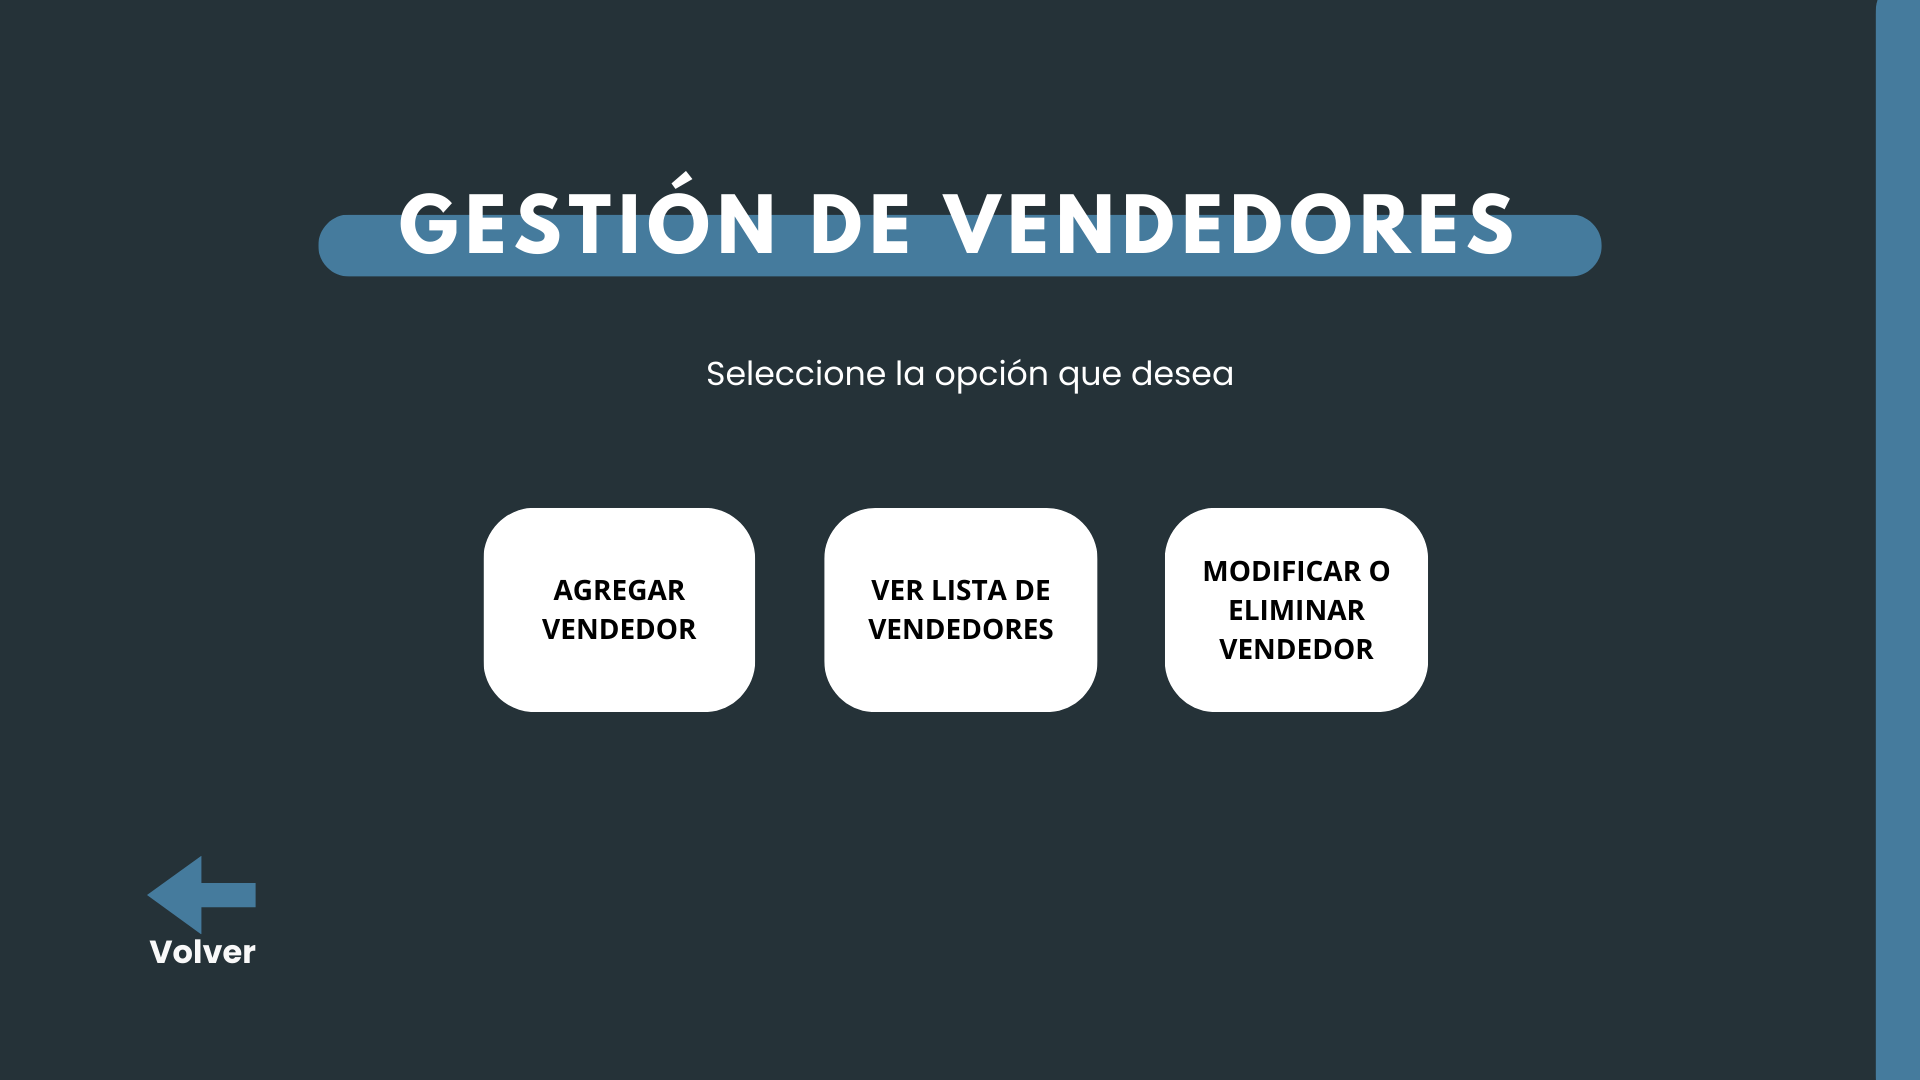 GESTIÓN DE VENDEDORES
Seleccione la opción que desea
AGREGAR
VENDEDOR
VER LISTA DE
VENDEDORES
MODIFICAR O
ELIMINAR
VENDEDOR
Volver